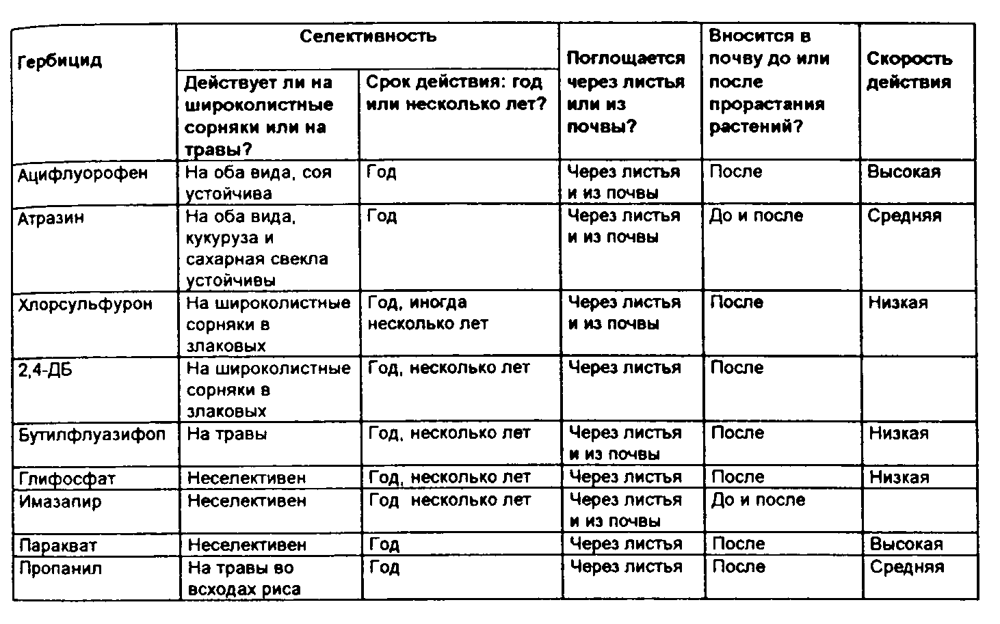 Гербицид
Селективность
Действует ли на
широколистные
сорняки или на
травы?
Срок действия: год
или несколько лет?
Поглощается
через листья
или из
почвы?
Вносится в
почву до или
после
прорастания
растений?
Скорость
действия
Ацифлуорофен
На оба вида, соя
устойчива
Год
Через листья
и из почвы
После
Высокая
Атразин
На оба вида,
кукуруза и
сахарная свекла
устойчивы
Год
Через листья
и из почвы
До и после
Средняя
Хлорсульфурон
На широколистные
сорняки в
злаковых
Год, иногда
несколько лет
Через листья
и из почвы
После
Низкая
2,4-ДБ
На широколистные
сорняки в
злаковых
Год, несколько лет
Через листья
После
Бутилфлуазифоп
На травы
Год, несколько лет
Через листья
и из почвы
После
Низкая
Глифосфат
Неселективен
Год, несколько лет
Через листья
После
Низкая
Имазапир
Неселективен
Год несколько лет
Через листья
и из почвы
До и после
Паракват
Неселективен
Год
Через листья
После
Высокая
Пропанил
На травы во
всходах риса
Год
Через листья
После
Средняя